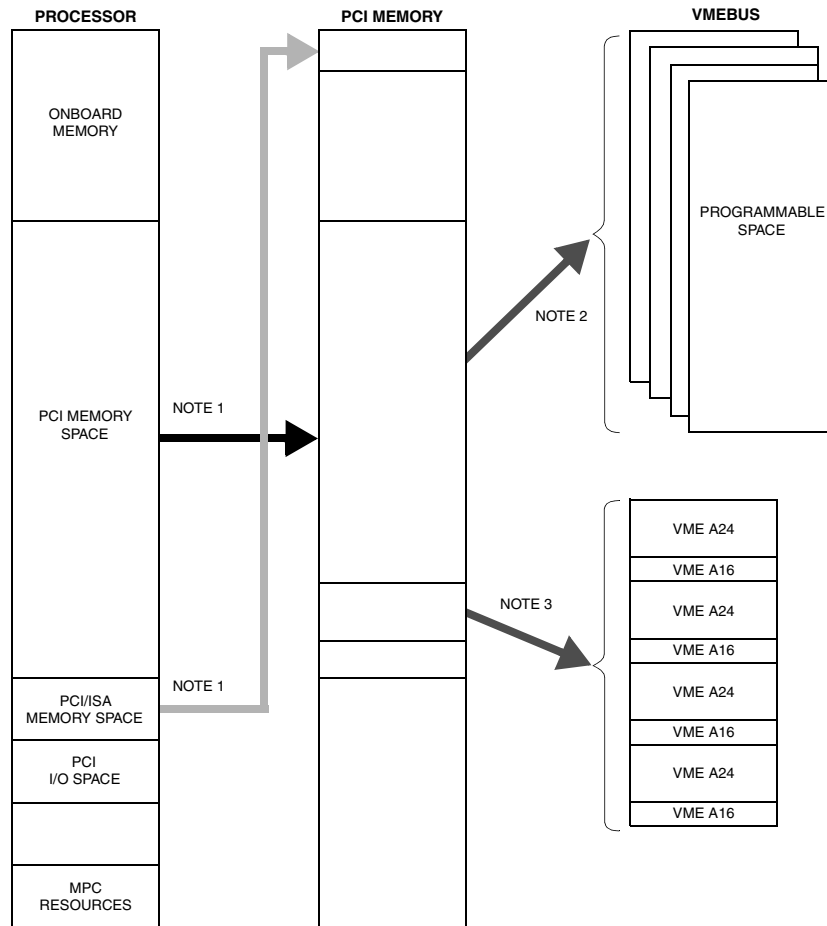 PROCESSOR
PCI MEMORY
VMEBUS
ONBOARD
MEMORY
PROGRAMMABLE
SPACE
NOTE 2
NOTE 1
PCI MEMORY
SPACE
VME A24
VME A16
NOTE 3
VME A24
VME A16
NOTE 1
VME A24
PCI/ISA
MEMORY SPACE
VME A16
PCI
I/O SPACE
VME A24
VME A16
MPC
RESOURCES